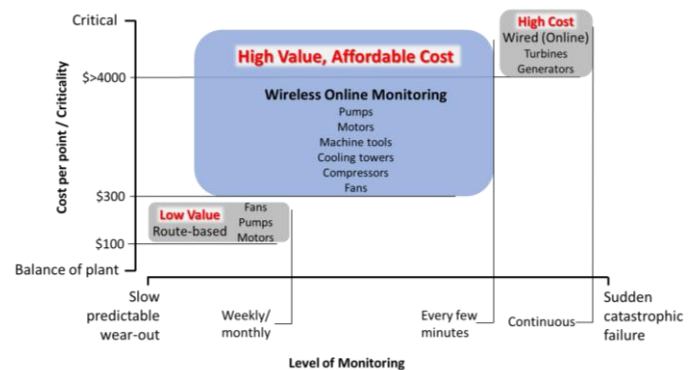 Critical
High Cost
Wired (Online)
Turbines
Generators
High Value, Affordable Cost
$>4000
Wireless Online Monitoring
Pumps
Motors
Machine tools
Cooling towers
Compressors
Fans
Cost per point / Criticality
$300
Low Value
Route-based
Fans
Pumps
Motors
$100
Balance of plant
Slow
predictable
wear-out
Weekly/
monthly
Every few
minutes
Continuous
Sudden
catastrophic
failure
Level of Monitoring